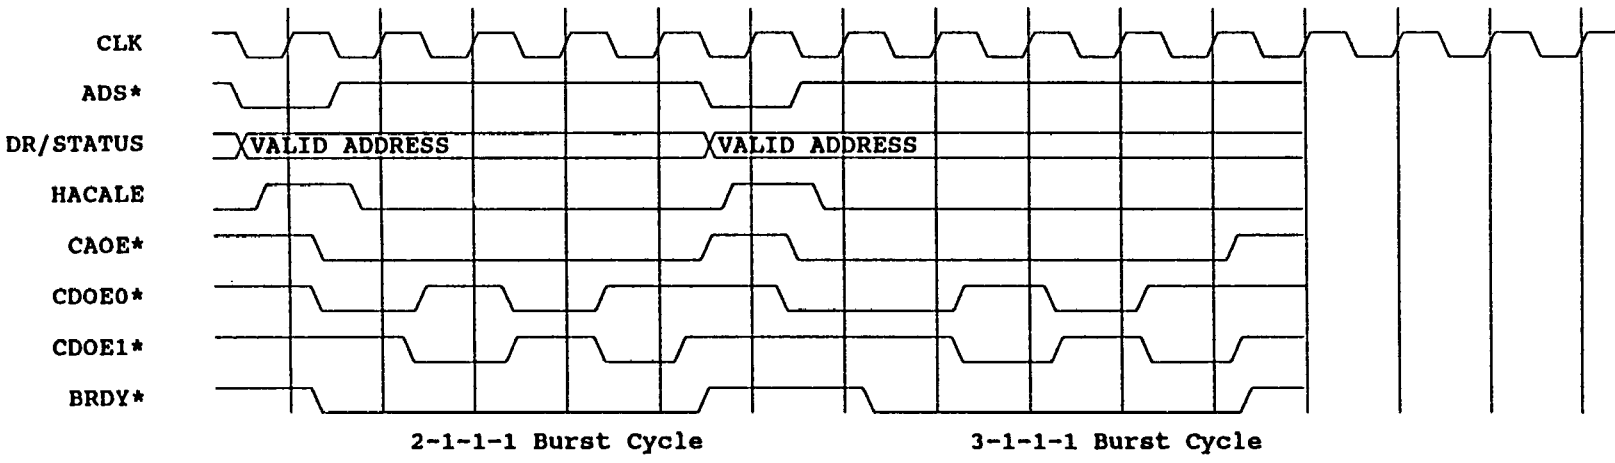 CLK
ADS*
DR/STATUS
VALID ADDRESS VALID ADDRESS
HACALE
CAOE*
CDOE0*
CDOE1*
BRDY*
2-1-1-1 Burst Cycle 3-1-1-1 Burst Cycle